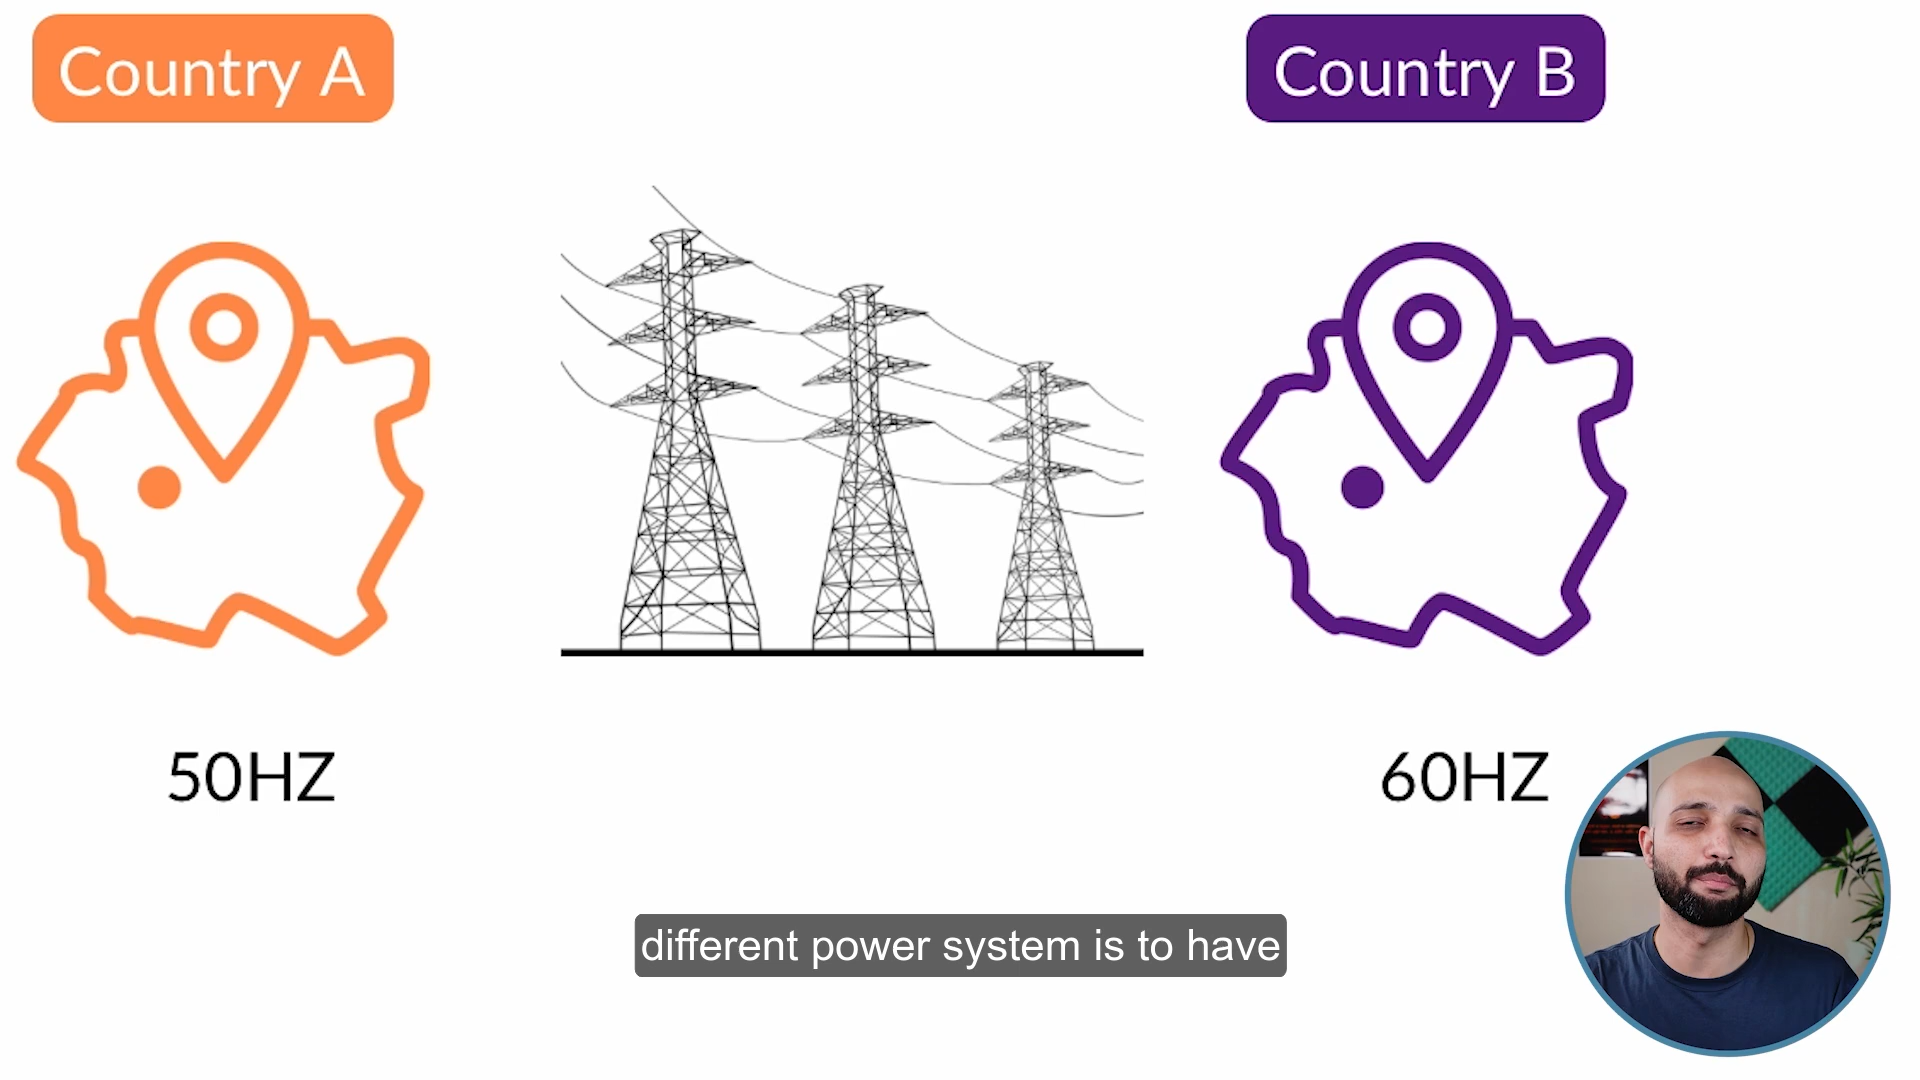 Country A
Country B
50HZ
60HZ
different power system is to have